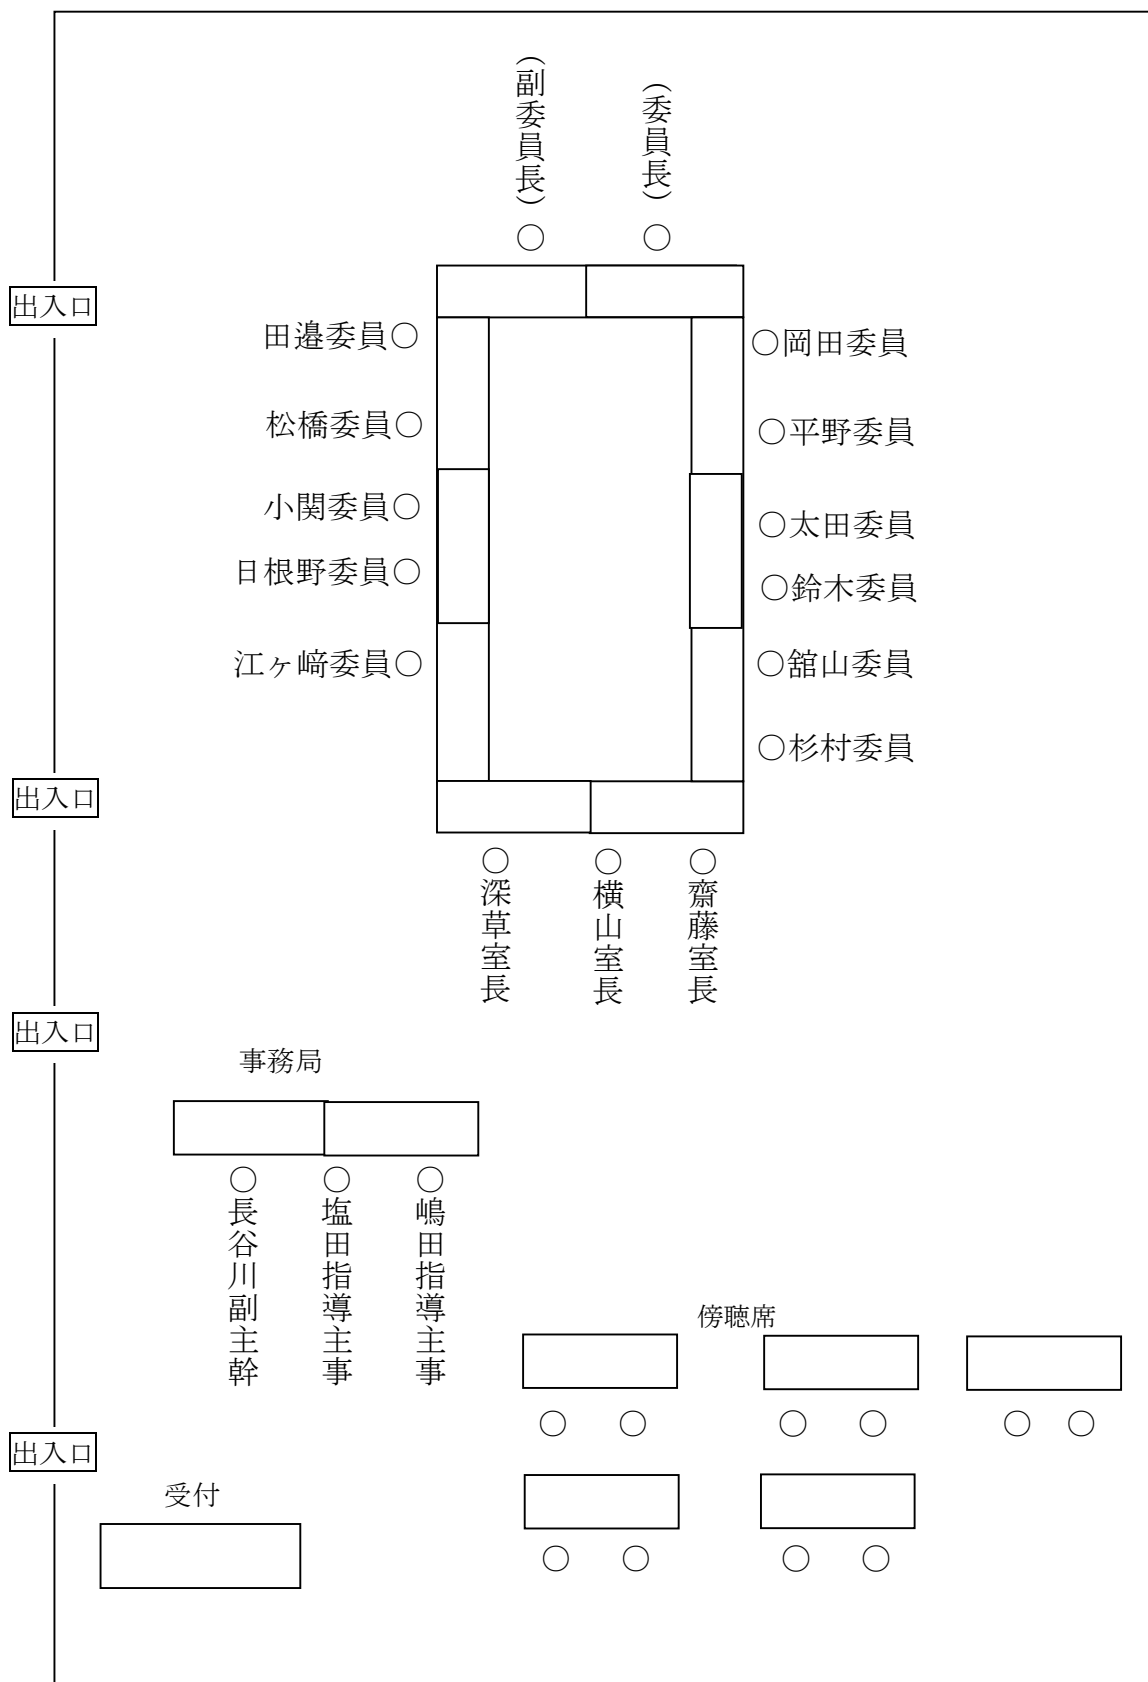 （副委員長）○
（委員長）○
出入口
田邉委員○
○岡田委員
松橋委員○
○平野委員
小関委員○
○太田委員
日根野委員○
○鈴木委員
江ヶ﨑委員○
○舘山委員
○杉村委員
出入口
○深草室長
○横山室長
○齋藤室長
出入口
事務局
○長谷川副主幹
○塩田指導主事
○嶋田指導主事
傍聴席
○ ○ ○ ○ ○ ○
出入口
受付
○ ○ ○ ○